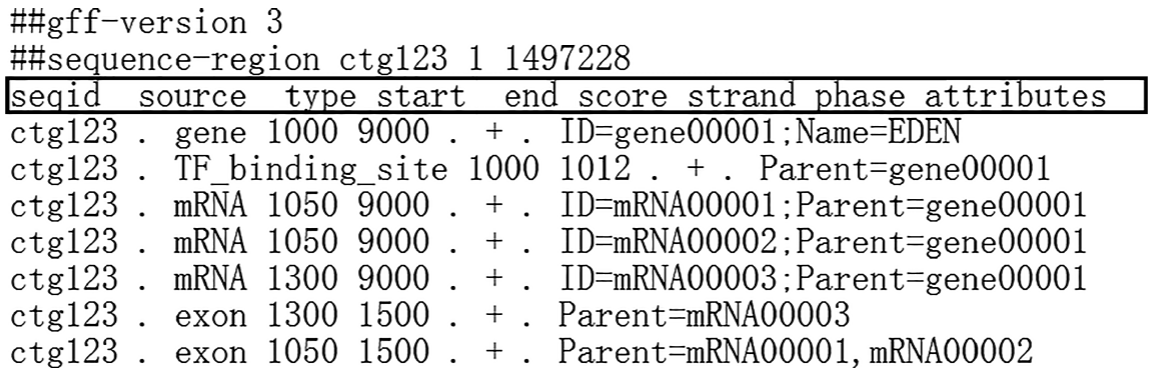 ##gff-version 3
##sequence-region ctg123 1 1497228
seqid source type start end score strand phase attributes
ctg123 . gene 1000 9000 . + . ID=gene00001;Name=EDEN
ctg123 . TF_binding_site 1000 1012 . + . Parent=gene00001
ctg123 . mRNA 1050 9000 . + . ID=mRNA00001;Parent=gene00001
ctg123 . mRNA 1050 9000 . + . ID=mRNA00002;Parent=gene00001
ctg123 . mRNA 1300 9000 . + . ID=mRNA00003;Parent=gene00001
ctg123 . exon 1300 1500 . + . Parent=mRNA00003
ctg123 . exon 1050 1500 . + . Parent=mRNA00001,mRNA00002